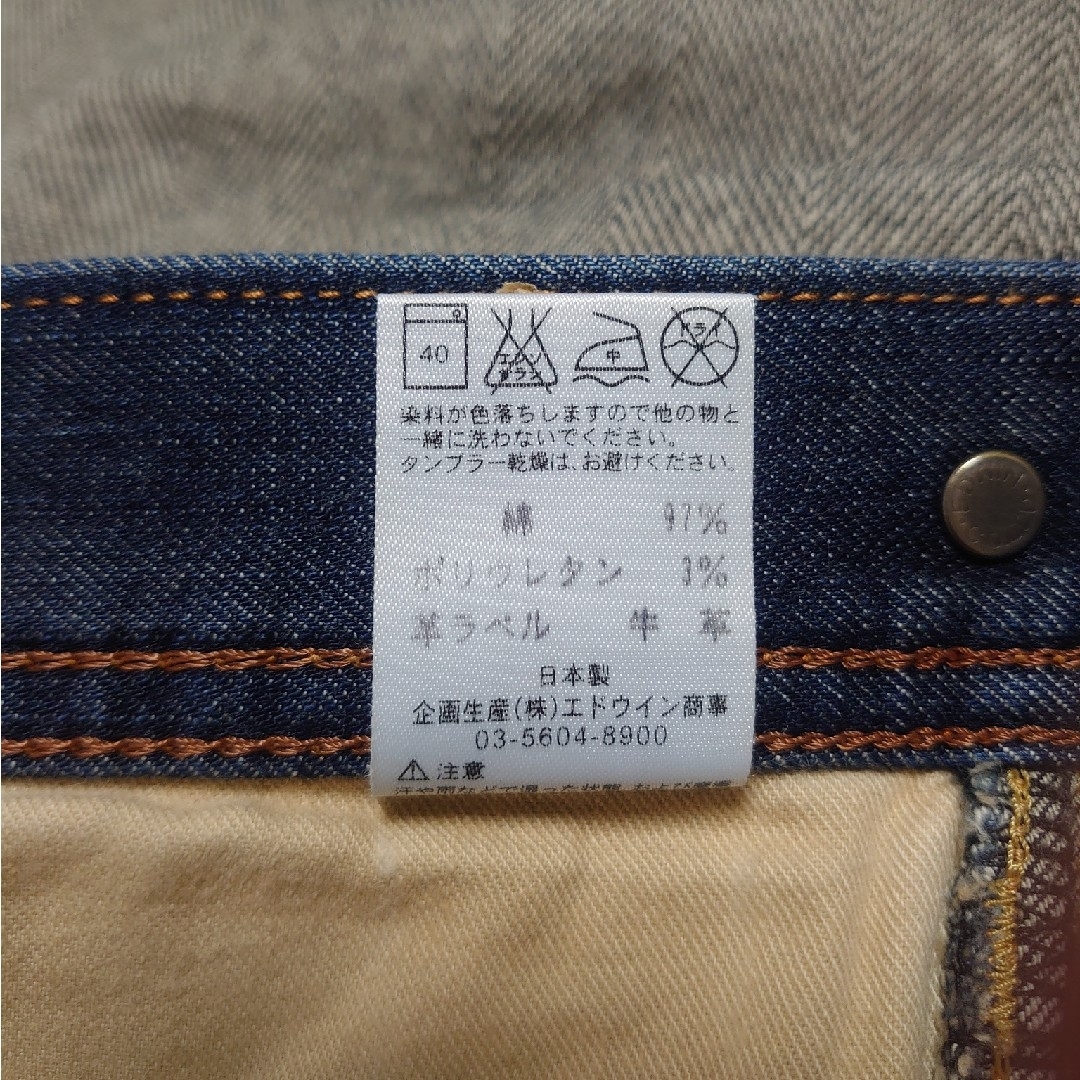 40 エンソ サラシ 中 ドライ
染料が色落ちしますので他の物と
一緒に洗わないでください。
タンブラー乾燥は、お避けください。
綿 97%
ポリウレタン 3%
革ラベル 牛 革
日本製
企画生産(株)エドウイン商事
03-5604-8900
⚠注意